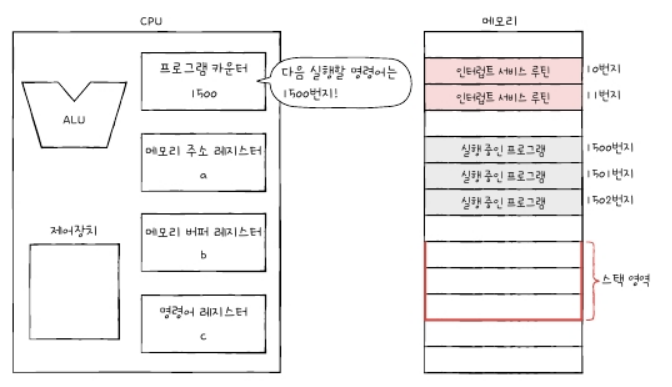 CPU
프로그램 카운터
1500
다음 실행할 명령어는
1500번지!
ALU
메모리 주소 레지스터
a
제어장치
메모리 버퍼 레지스터
b
명령어 레지스터
c
메모리
인터럽트 서비스 루틴
10번지
인터럽트 서비스 루틴
11번지
실행 중인 프로그램
1500번지
실행 중인 프로그램
1501번지
실행 중인 프로그램
1502번지
스택 영역